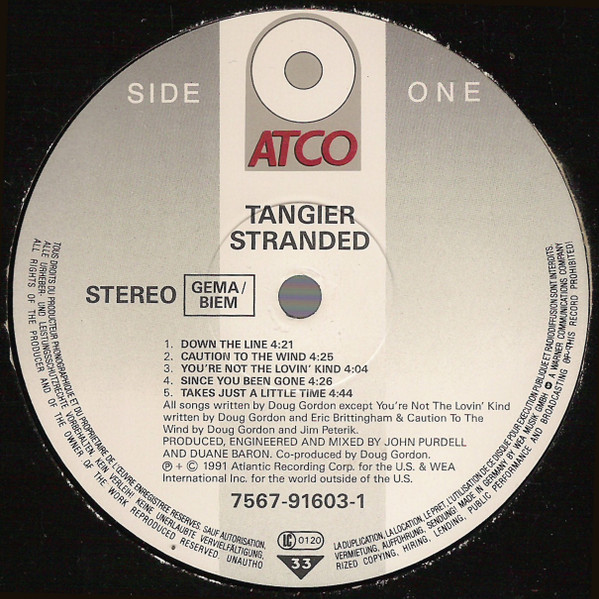 SIDE ONE
ATCO
TANGIER
STRANDED
STEREO
GEMA/
BIEM
1. DOWN THE LINE 4:21
2. CAUTION TO THE WIND 4:25
3. YOU'RE NOT THE LOVIN' KIND 4:04
4. SINCE YOU BEEN GONE 4:26
5. TAKES JUST A LITTLE TIME 4:44
All songs written by Doug Gordon except You're Not The Lovin' Kind
written by Doug Gordon and Eric Brittingham & Caution To The
Wind by Doug Gordon and Jim Peterik.
PRODUCED, ENGINEERED AND MIXED BY JOHN PURDELL
AND DUANE BARON. Co-produced by Doug Gordon.
℗ + © 1991 Atlantic Recording Corp. for the U.S. & WEA
International Inc. for the world outside of the U.S.
7567-91603-1
LC 0120
33
TOUS DROITS DU PRODUCTEUR PHONOGRAPHIQUE ET DU PROPRIETAIRE DE L'ŒUVRE ENREGISTREE RESERVES. SAUF AUTORISATION, LA DUPLICATION, LA LOCATION, LE PRET, L'UTILISATION DE CE DISQUE POUR EXECUTION PUBLIQUE ET RADIODIFFUSION SONT INTERDITS.
ALLE URHEBER- UND LEISTUNGSSCHUTZRECHTE VORBEHALTEN. KEIN VERLEIH! KEINE UNERLAUBTE VERVIELFÄLTIGUNG, VERMIETUNG, AUFFÜHRUNG, SENDUNG! MADE IN GERMANY BY WEA MUSIK GMBH A WARNER COMMUNICATIONS COMPANY
ALL RIGHTS OF THE PRODUCER AND OF THE OWNER OF THE WORK REPRODUCED RESERVED. UNAUTHORIZED COPYING, HIRING, LENDING, PUBLIC PERFORMANCE AND BROADCASTING OF THIS RECORD PROHIBITED!